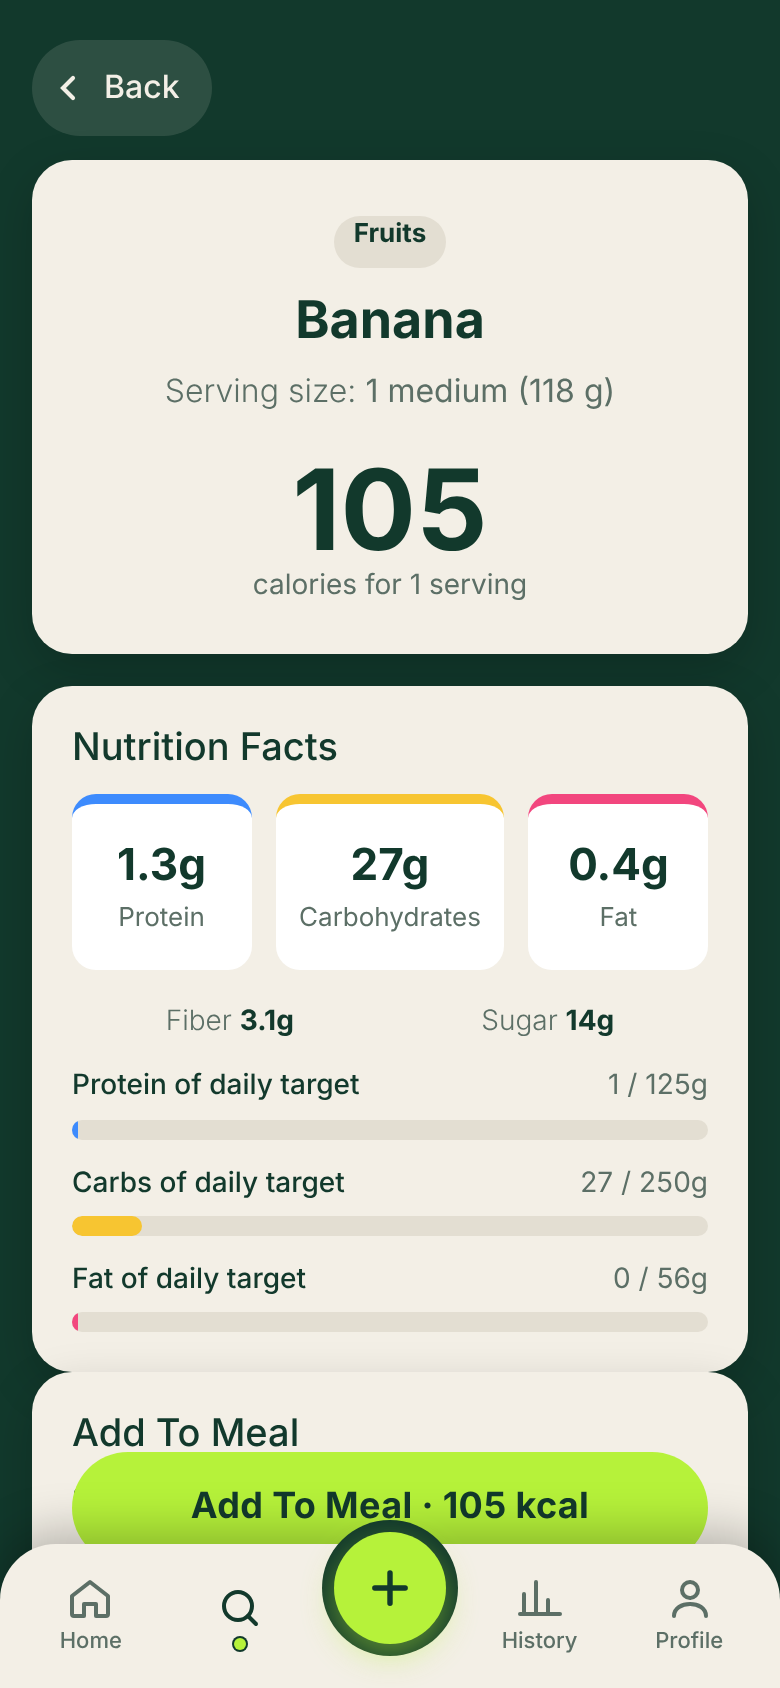 Back
Fruits
Banana
Serving size: 1 medium (118 g)
105
calories for 1 serving
Nutrition Facts
1.3g
Protein
27g
Carbohydrates
0.4g
Fat
Fiber 3.1g
Sugar 14g
Protein of daily target
1 / 125g
Carbs of daily target
27 / 250g
Fat of daily target
0 / 56g
Add To Meal
Add To Meal · 105 kcal
Home
History
Profile